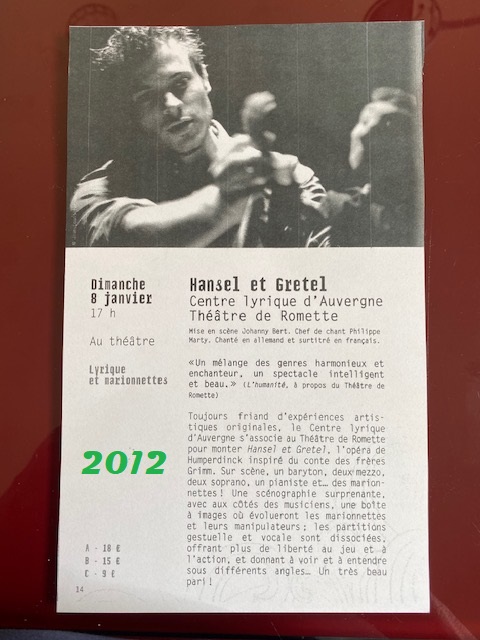 Dimanche
8 janvier
17 h
Au théâtre
Lyrique
et marionnettes
Hansel et Gretel
Centre lyrique d'Auvergne
Théâtre de Romette
Mise en scène Johanny Bert. Chef de chant Philippe
Marty. Chanté en allemand et surtitré en français.
«Un mélange des genres harmonieux et
enchanteur, un spectacle intelligent
et beau.» (L'humanité, à propos du Théâtre de
Romette)
Toujours friand d'expériences artis-
tiques originales, le Centre lyrique
d'Auvergne s'associe au Théâtre de Romette
pour monter Hansel et Gretel, l'opéra de
Humperdinck inspiré du conte des frères
Grimm. Sur scène, un baryton, deux mezzo,
deux soprano, un pianiste et… des marion-
nettes! Une scénographie surprenante,
avec aux côtés des musiciens, une boîte
à images où évolueront les marionnettes
et leurs manipulateurs; les partitions
gestuelle et vocale sont dissociées,
offrant plus de liberté au jeu et à
l'action, et donnant à voir et à entendre
sous différents angles… Un très beau
pari!
2012
A - 18 €
B - 15 €
C - 9 €
14